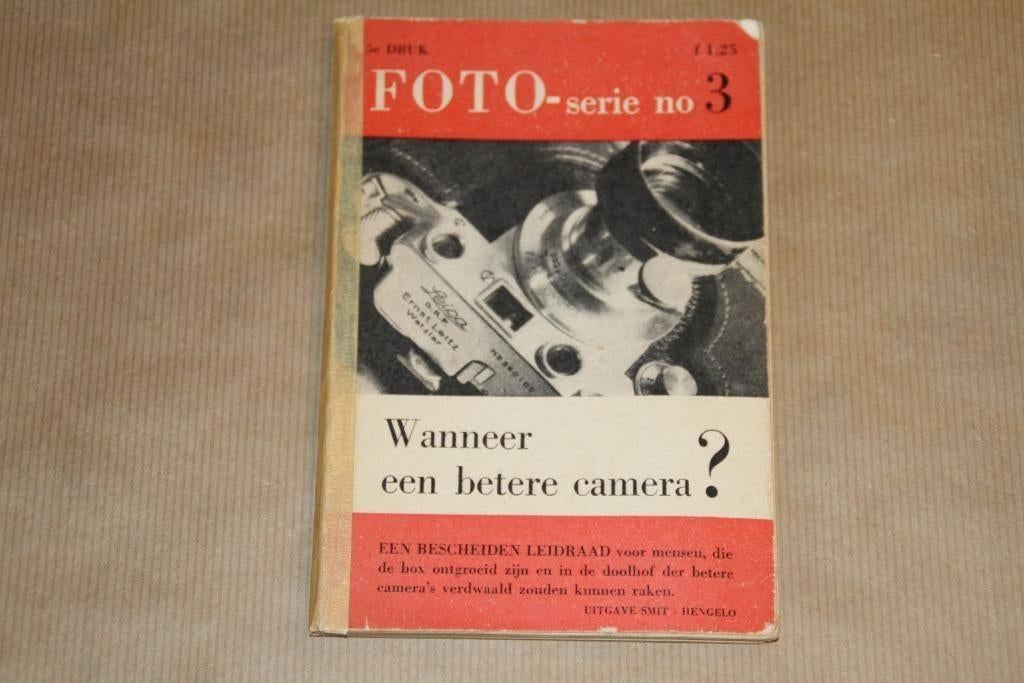 5e DRUK f 1.25
FOTO-serie no 3
Leica
D.R.P.
Ernst Leitz
Wetzlar
No 360105
Wanneer
een betere camera?
EEN BESCHEIDEN LEIDRAAD voor mensen, die
de box ontgroeid zijn en in de doolhof der betere
camera's verdwaald zouden kunnen raken.
UITGAVE SMIT - HENGELO